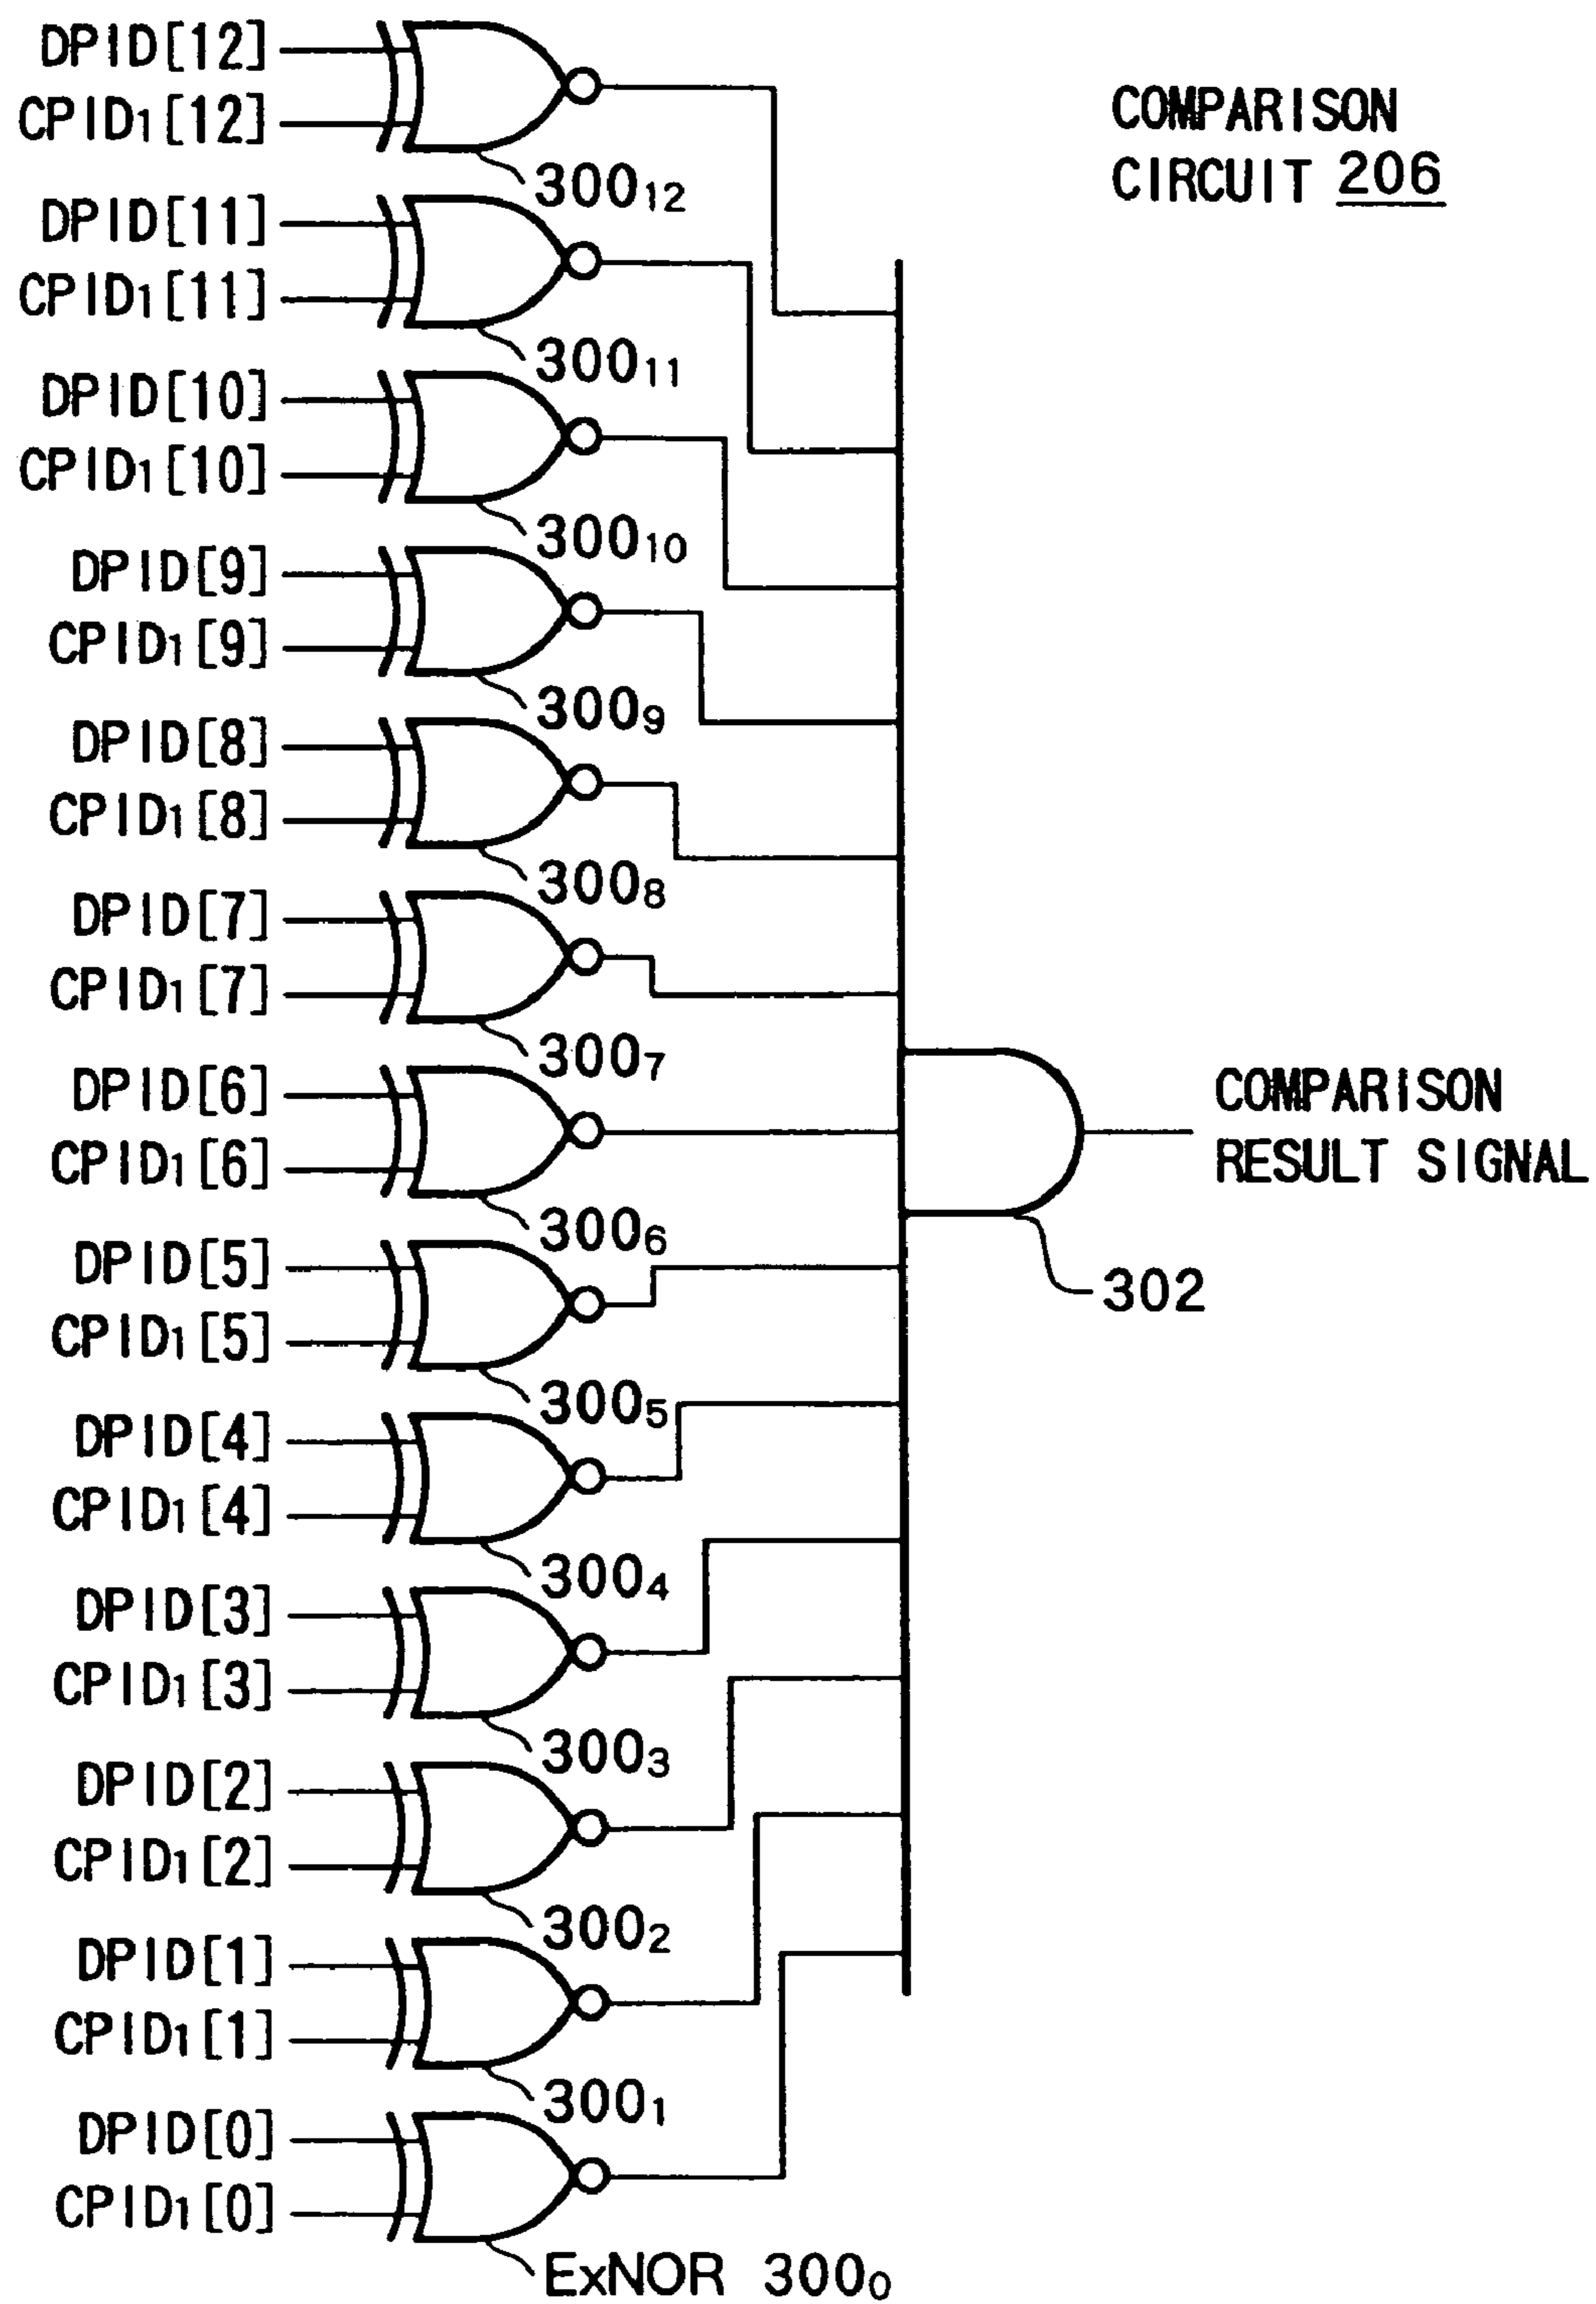 DPID[12]
CPID₁[12]
300₁₂
COMPARISON
CIRCUIT 206
DPID[11]
CPID₁[11]
300₁₁
DPID[10]
CPID₁[10]
300₁₀
DPID[9]
CPID₁[9]
300₉
DPID[8]
CPID₁[8]
300₈
DPID[7]
CPID₁[7]
300₇
DPID[6]
CPID₁[6]
300₆
COMPARISON
RESULT SIGNAL
302
DPID[5]
CPID₁[5]
300₅
DPID[4]
CPID₁[4]
300₄
DPID[3]
CPID₁[3]
300₃
DPID[2]
CPID₁[2]
300₂
DPID[1]
CPID₁[1]
300₁
DPID[0]
CPID₁[0]
ExNOR 300₀